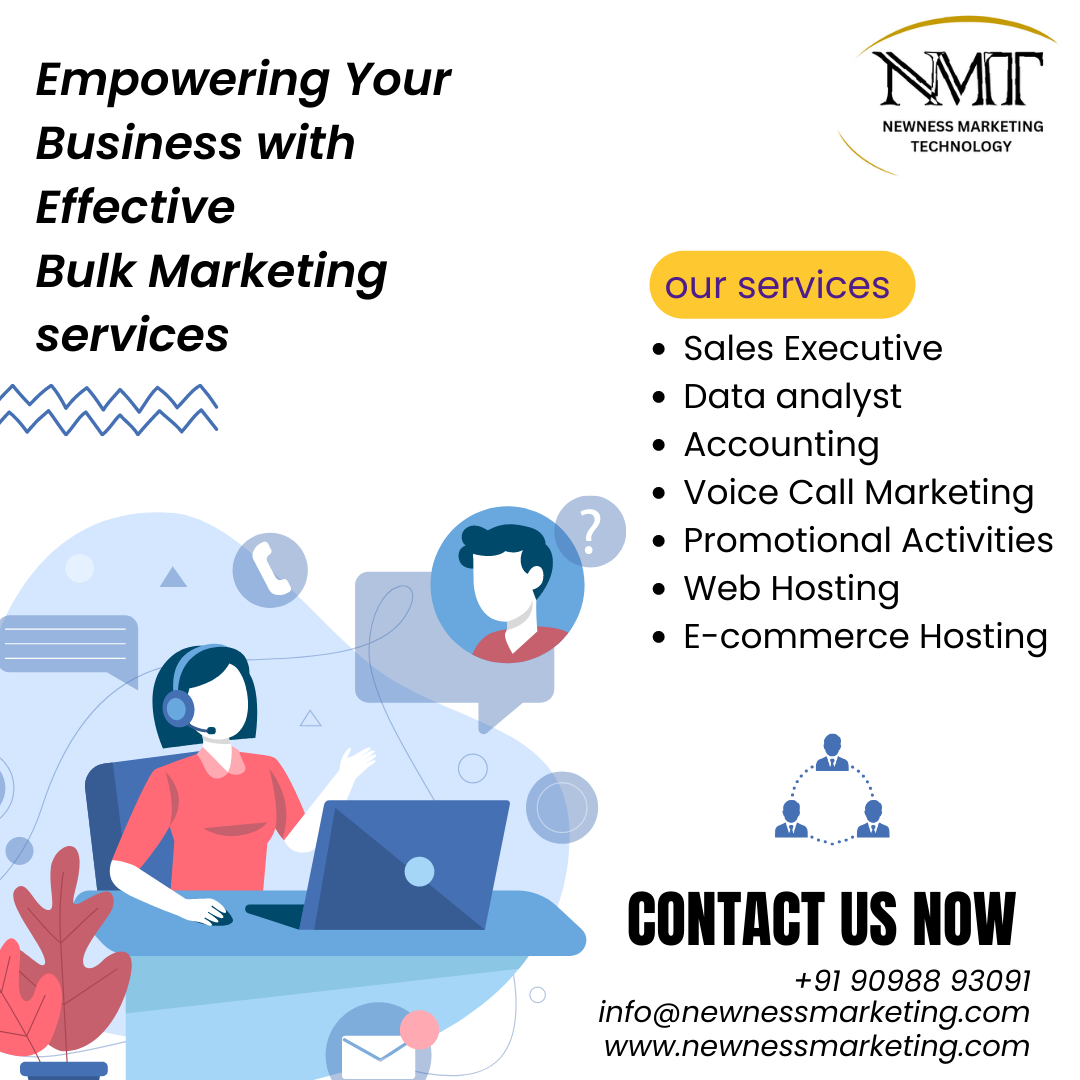 Empowering Your
Business with
Effective
Bulk Marketing
services
NMT
NEWNESS MARKETING
TECHNOLOGY
our services
• Sales Executive
• Data analyst
• Accounting
• Voice Call Marketing
• Promotional Activities
• Web Hosting
• E-commerce Hosting
?
CONTACT US NOW
+91 90988 93091
info@newnessmarketing.com
www.newnessmarketing.com